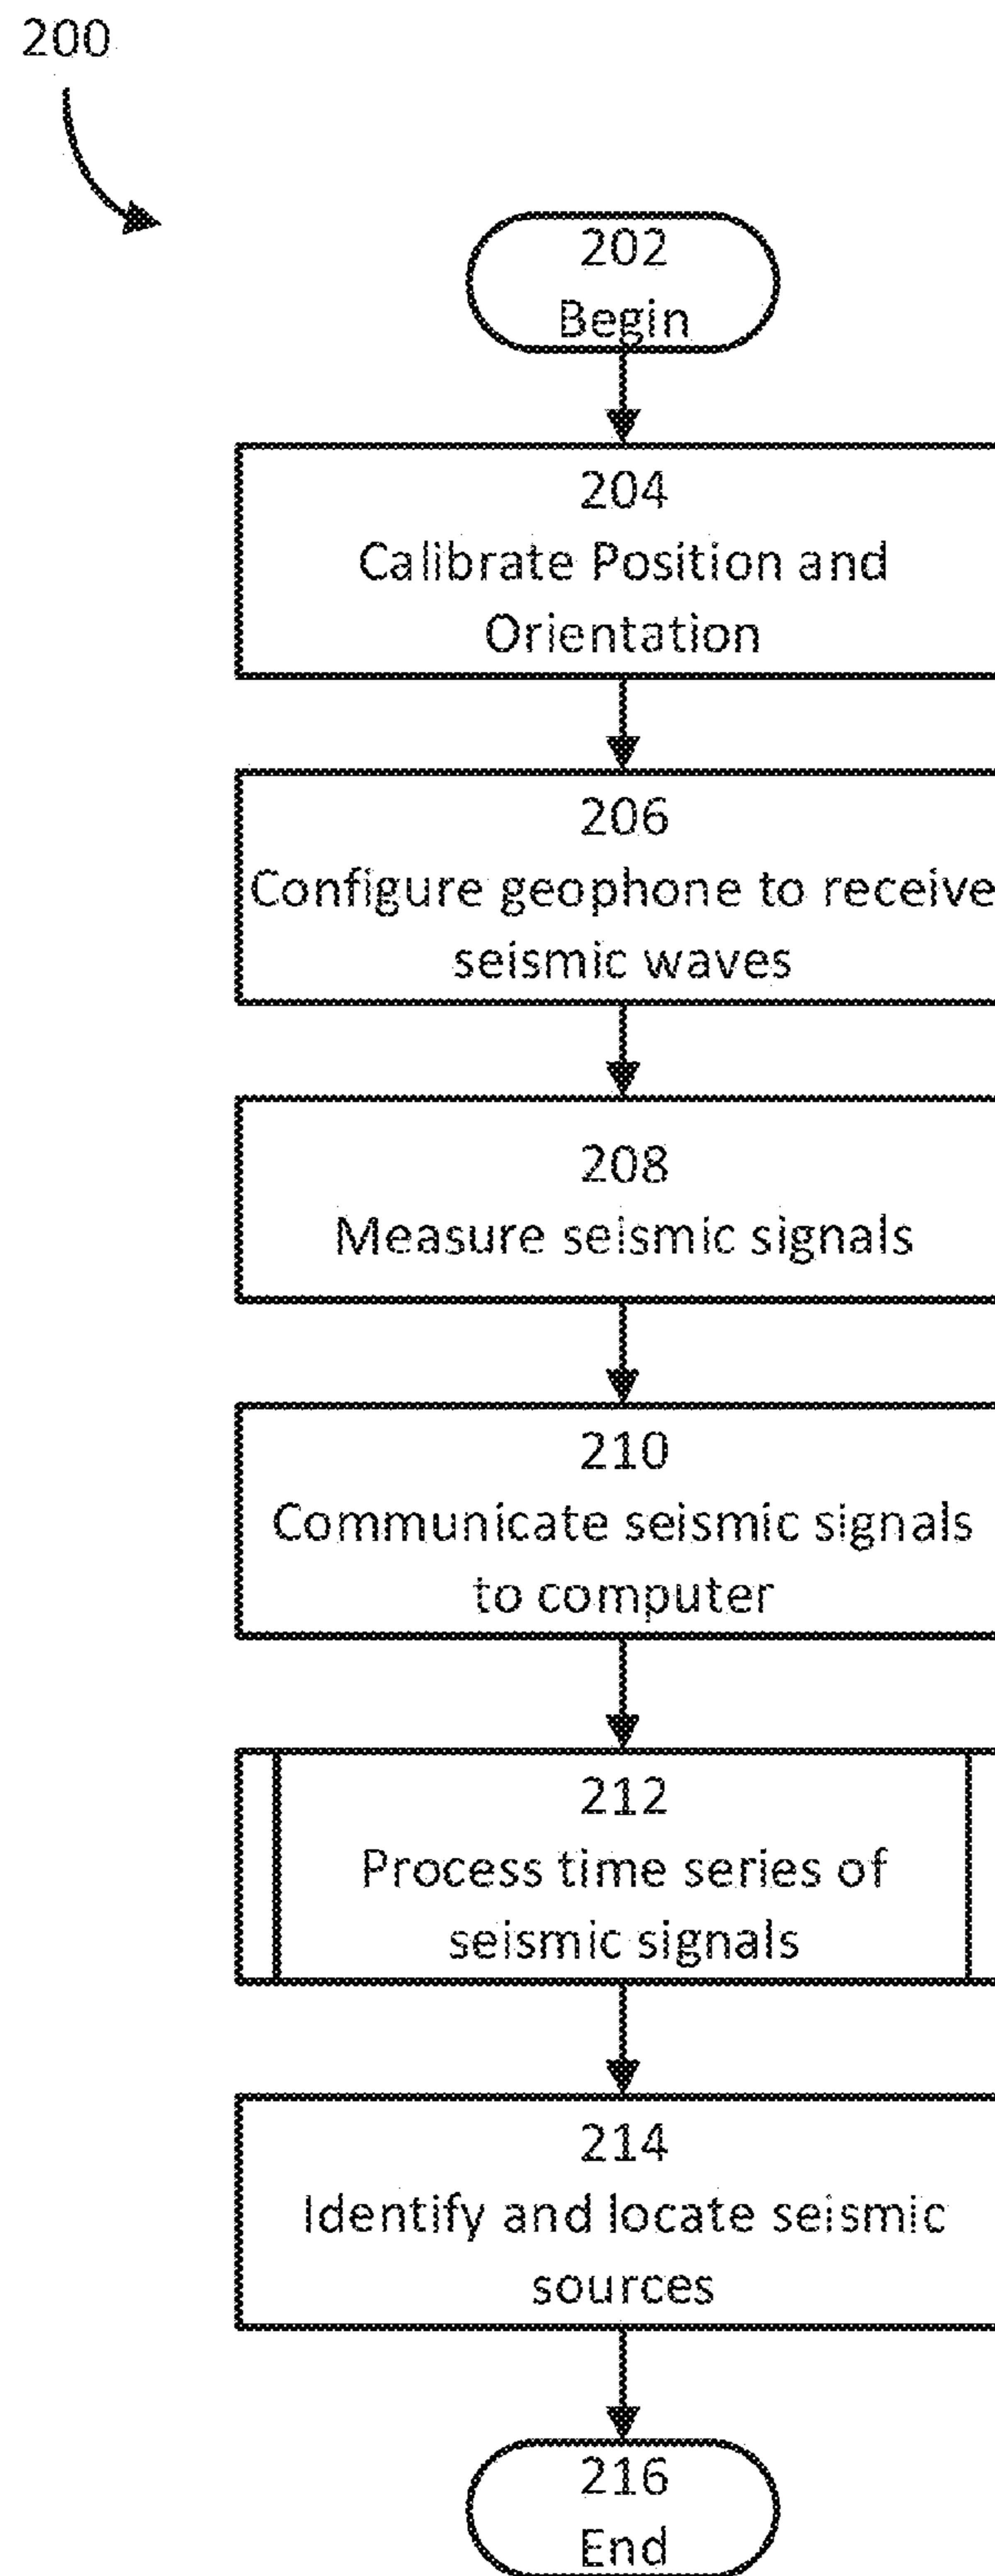 200
202
Begin
204
Calibrate Position and
Orientation
206
Configure geophone to receive
seismic waves
208
Measure seismic signals
210
Communicate seismic signals
to computer
212
Process time series of
seismic signals
214
Identify and locate seismic
sources
216
End